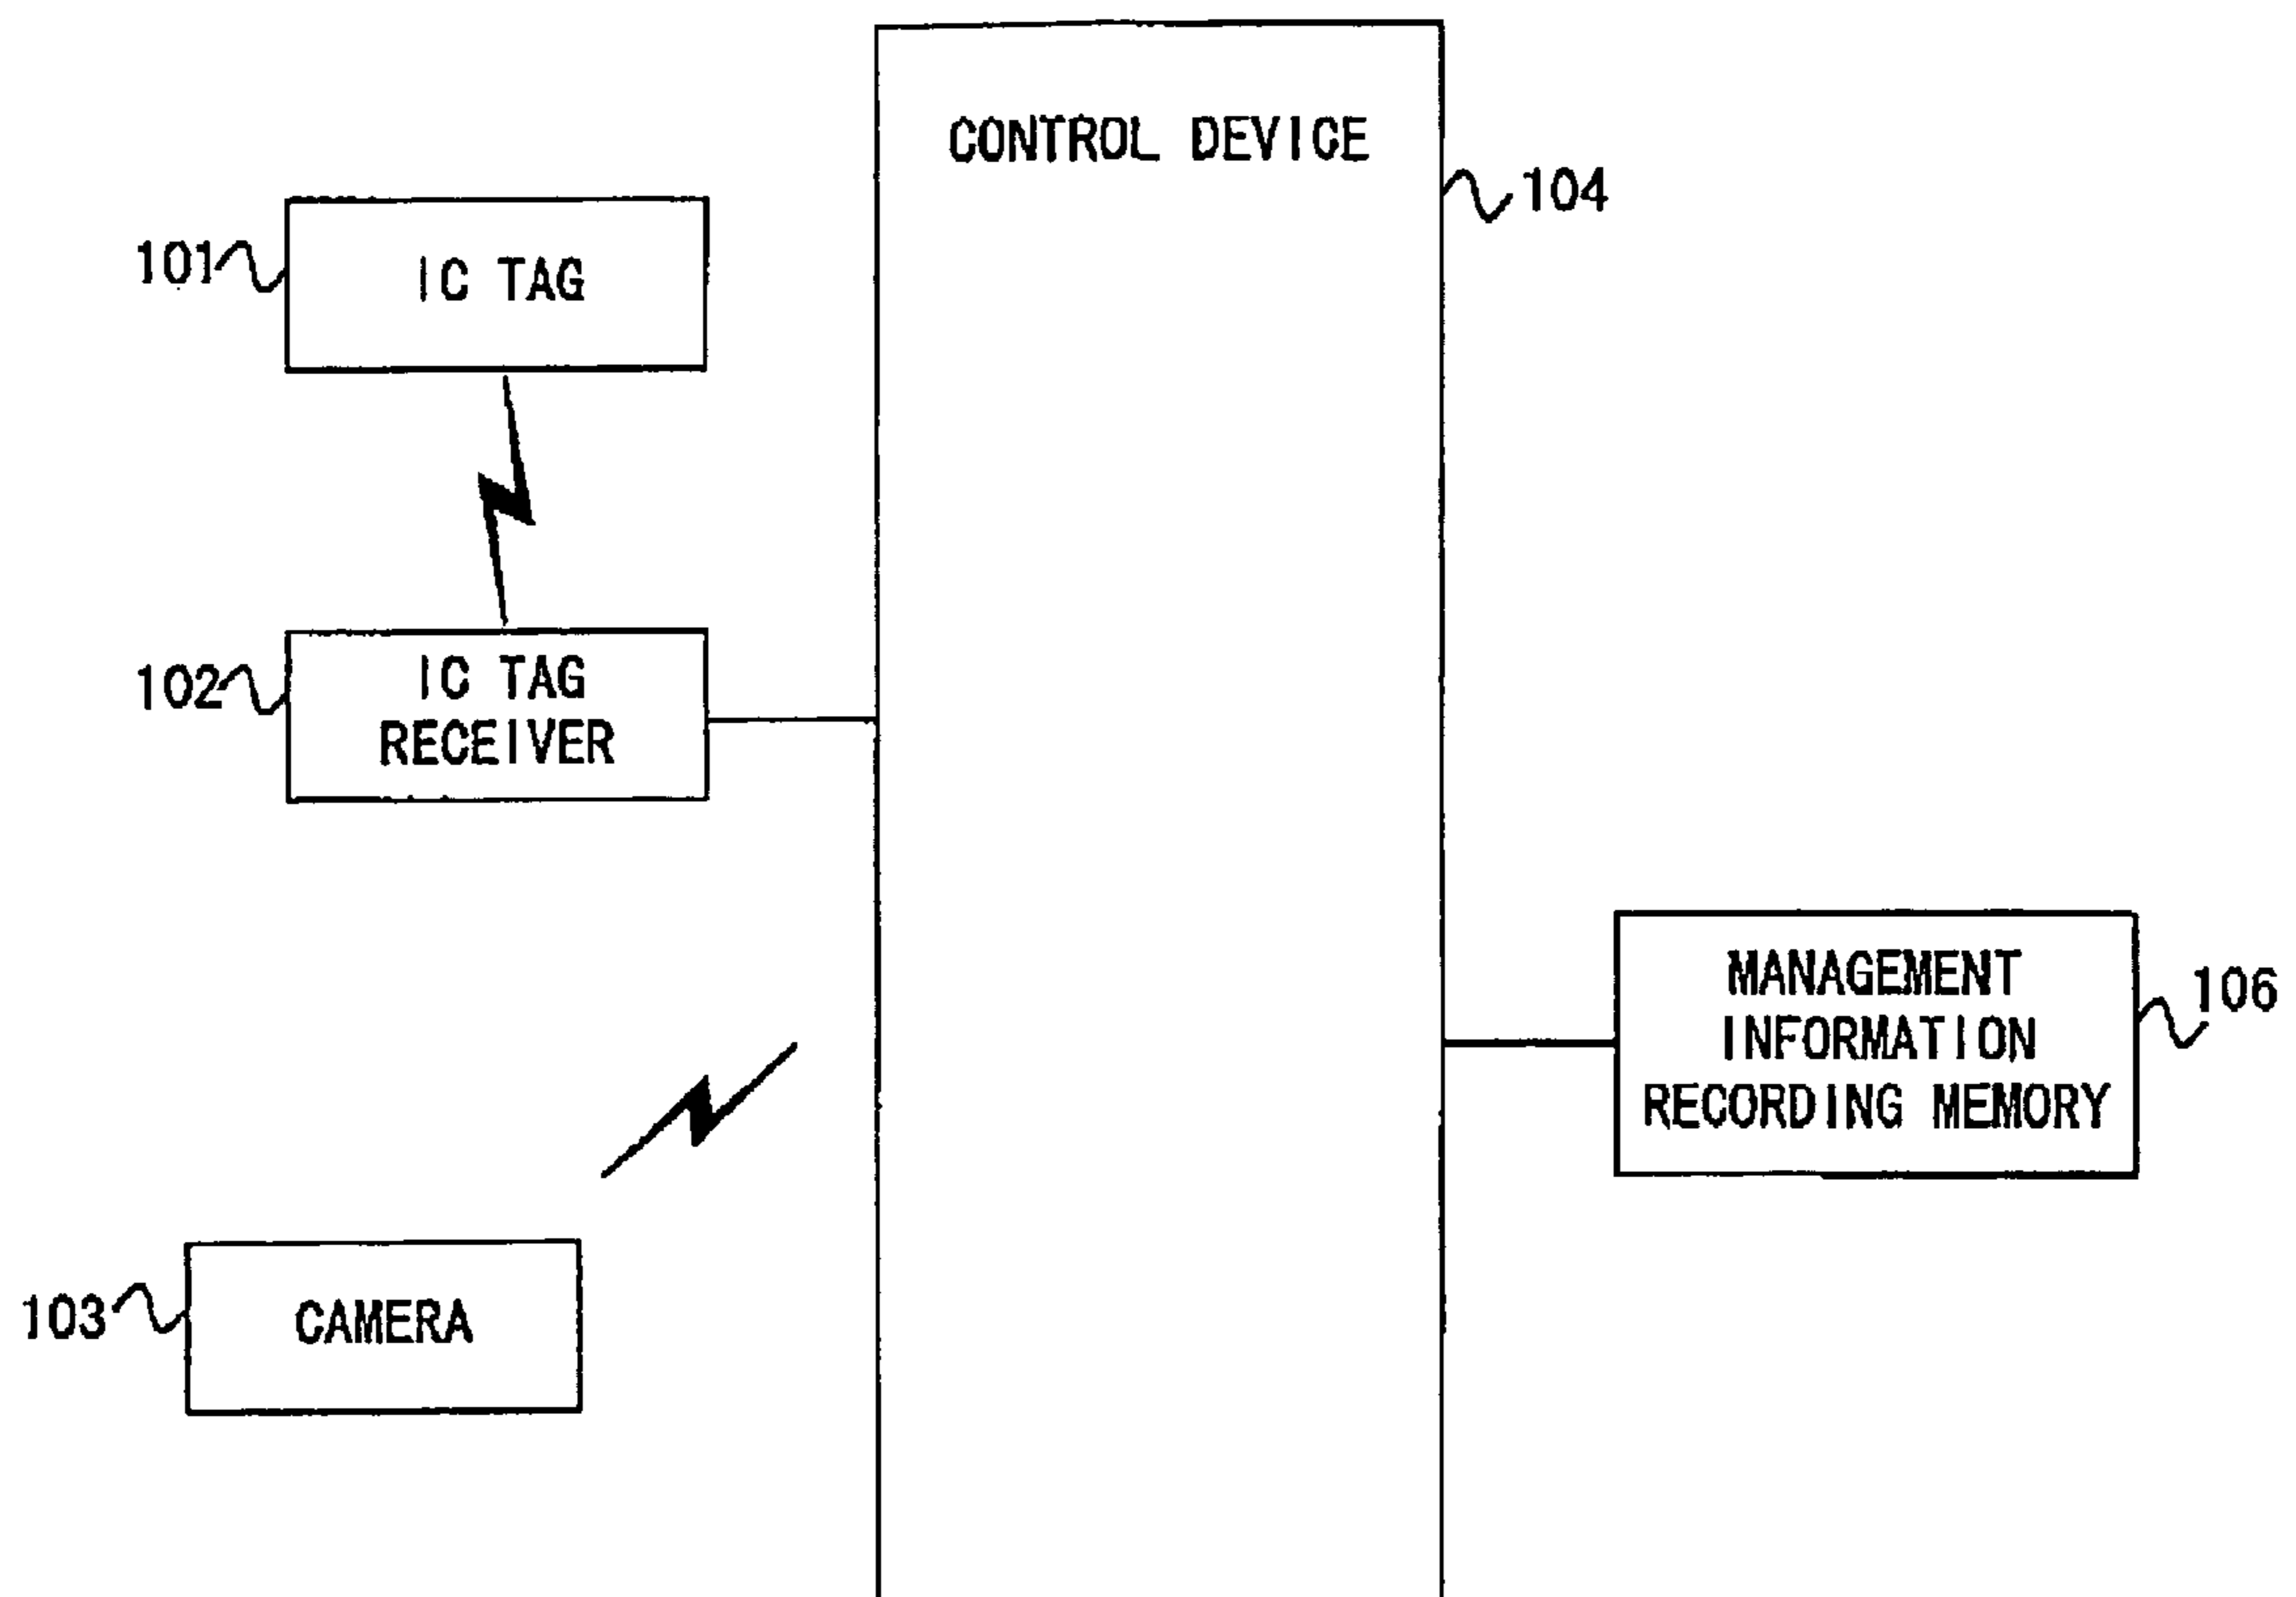 CONTROL DEVICE
104
101
IC TAG
102
IC TAG
RECEIVER
MANAGEMENT
INFORMATION
RECORDING MEMORY
106
103
CAMERA